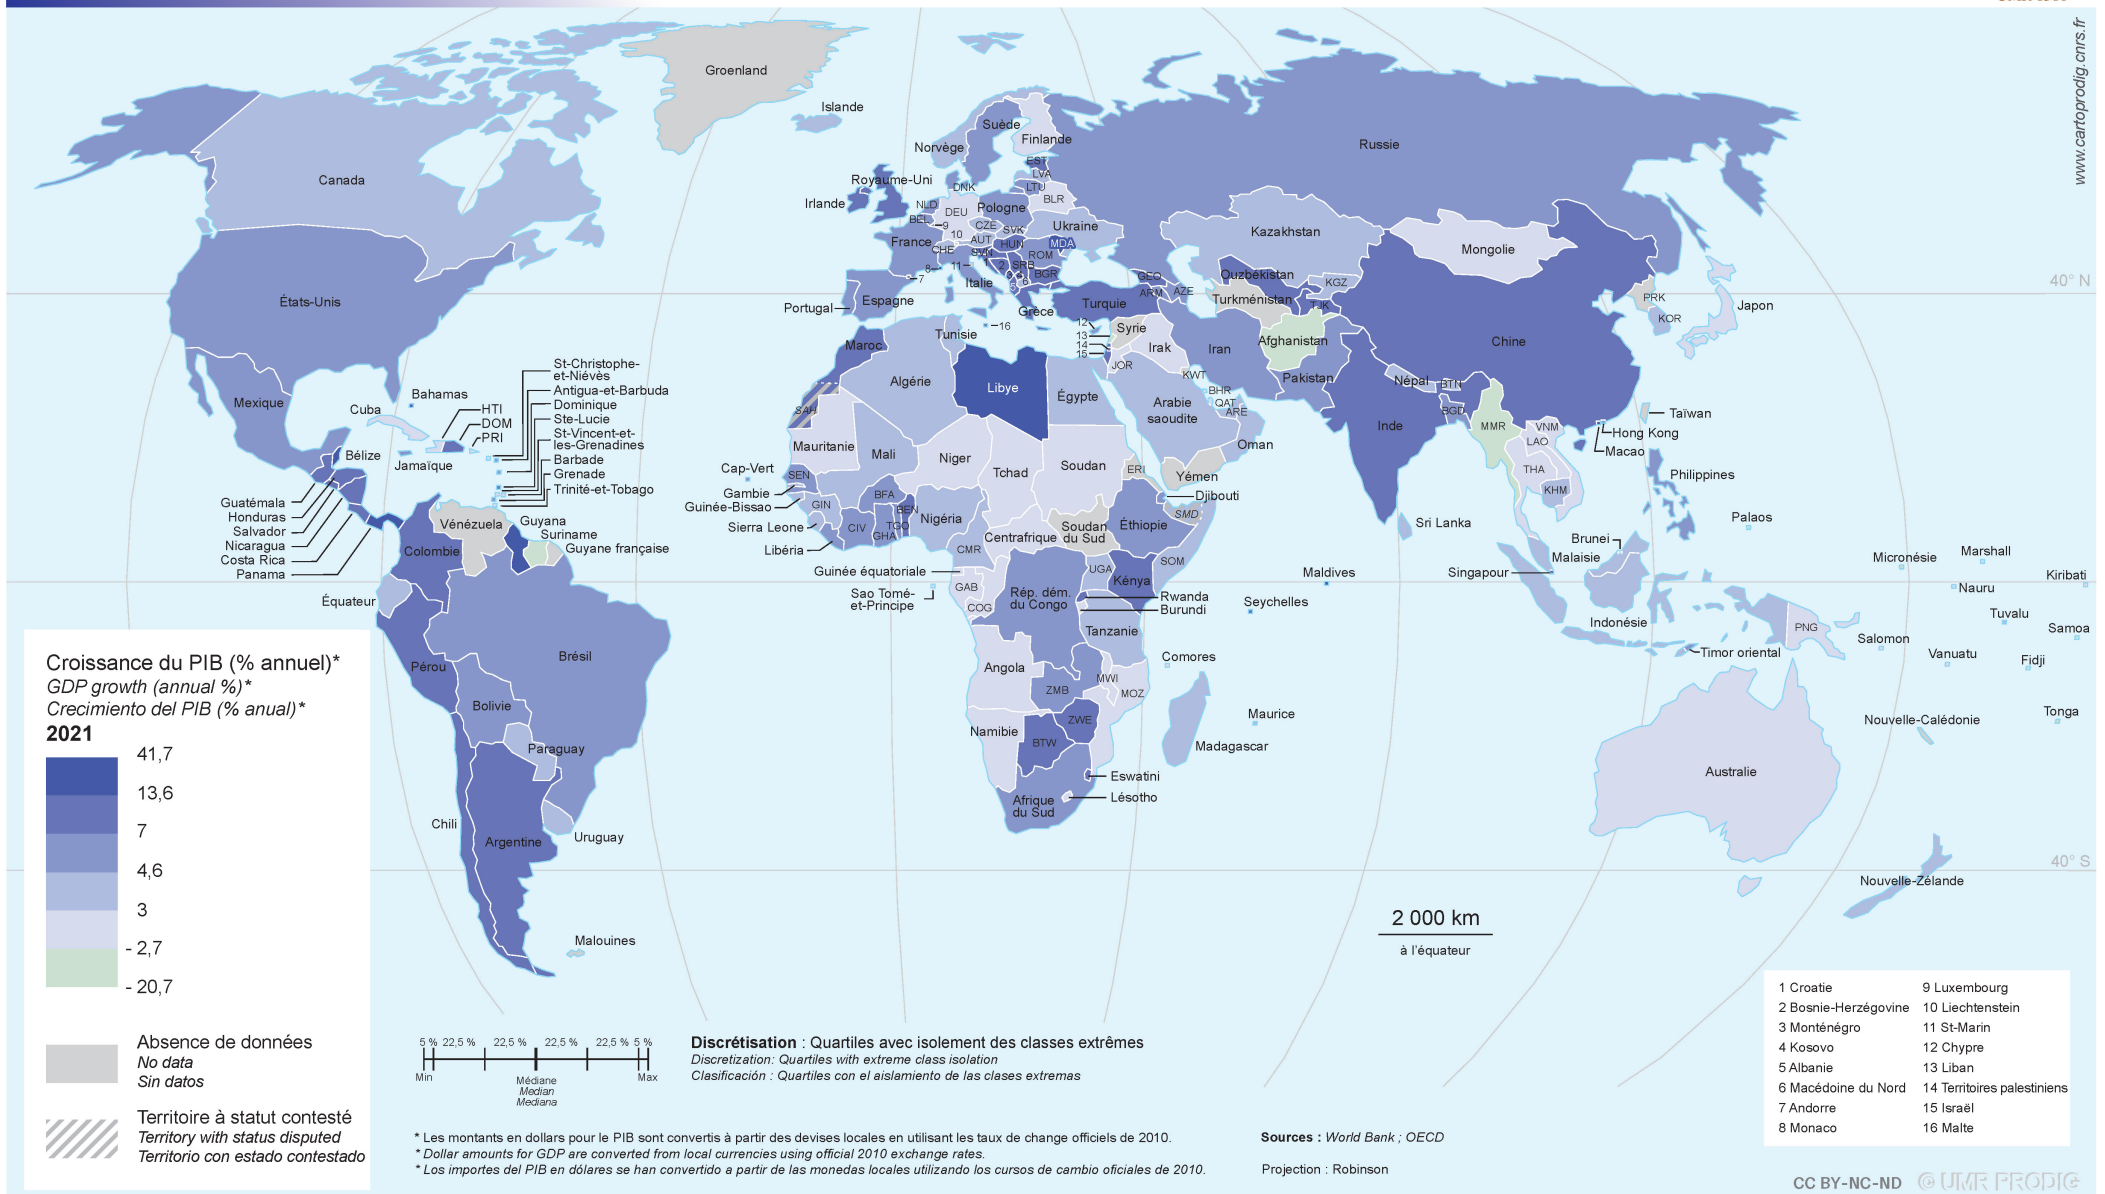 www.cartoprodig.cnrs.fr
Groenland
Islande
Suède
Finlande
Norvège
Russie
Canada
Royaume-Uni
Irlande
EST
LVA
LTU
DNK
BLR
NLD
DEU
Pologne
BEL
9
10
CZE
SVK
Ukraine
France
CHE
AUT
HUN
MDA
SVN
ROM
1
2
SRB
3
4
BGR
5
6
8
7
11
Italie
Kazakhstan
Mongolie
États-Unis
Portugal
Espagne
Grèce
Turquie
GEO
ARM
AZE
Ouzbékistan
KGZ
Turkménistan
TJK
40° N
PRK
KOR
Japon
Tunisie
16
12
13
14
15
Syrie
Irak
Iran
Afghanistan
Chine
Maroc
JOR
KWT
Pakistan
Népal
BTN
Algérie
Libye
Égypte
BHR
QAT
ARE
Arabie
saoudite
Oman
BGD
Inde
MMR
VNM
LAO
Taïwan
Hong Kong
Macao
Mexique
Bahamas
Cuba
HTI
DOM
PRI
Jamaïque
Bélize
St-Christophe-
et-Niévès
Antigua-et-Barbuda
Dominique
Ste-Lucie
St-Vincent-et-
les-Grenadines
Barbade
Grenade
Trinité-et-Tobago
SAH
Mauritanie
Mali
Niger
Tchad
Soudan
ERI
Yémen
Djibouti
Cap-Vert
SEN
Gambie
Guinée-Bissao
GIN
BFA
BEN
Nigéria
Sierra Leone
CIV
TGO
GHA
Libéria
CMR
Centrafrique
Soudan
du Sud
Éthiopie
SMD
SOM
THA
KHM
Philippines
Sri Lanka
Palaos
Brunei
Malaisie
Singapour
Micronésie
Marshall
Kiribati
Nauru
Guatémala
Honduras
Salvador
Nicaragua
Costa Rica
Panama
Vénézuela
Guyana
Suriname
Guyane française
Colombie
Équateur
Guinée équatoriale
Sao Tomé-
et-Principe
GAB
COG
Rép. dém.
du Congo
UGA
Kénya
Rwanda
Burundi
Tanzanie
Maldives
Seychelles
Comores
Indonésie
PNG
Timor oriental
Salomon
Tuvalu
Samoa
Vanuatu
Fidji
Pérou
Brésil
Bolivie
Paraguay
Angola
ZMB
MWI
MOZ
Namibie
ZWE
BTW
Maurice
Madagascar
Nouvelle-Calédonie
Tonga
Eswatini
Lésotho
Afrique
du Sud
Australie
Chili
Argentine
Uruguay
40° S
Nouvelle-Zélande
Malouines
2 000 km
à l'équateur
Croissance du PIB (% annuel)*
GDP growth (annual %)*
Crecimiento del PIB (% anual)*
2021
41,7
13,6
7
4,6
3
- 2,7
- 20,7
Absence de données
No data
Sin datos
Territoire à statut contesté
Territory with status disputed
Territorio con estado contestado
5 % 22,5 % 22,5 % 22,5 % 22,5 % 5 %
Min
Max
Médiane
Median
Mediana
Discrétisation : Quartiles avec isolement des classes extrêmes
Discretization: Quartiles with extreme class isolation
Clasificación : Quartiles con el aislamiento de las clases extremas
* Les montants en dollars pour le PIB sont convertis à partir des devises locales en utilisant les taux de change officiels de 2010.
* Dollar amounts for GDP are converted from local currencies using official 2010 exchange rates.
* Los importes del PIB en dólares se han convertido a partir de las monedas locales utilizando los cursos de cambio oficiales de 2010.
Sources : World Bank ; OECD
Projection : Robinson
1 Croatie
2 Bosnie-Herzégovine
3 Monténégro
4 Kosovo
5 Albanie
6 Macédoine du Nord
7 Andorre
8 Monaco
9 Luxembourg
10 Liechtenstein
11 St-Marin
12 Chypre
13 Liban
14 Territoires palestiniens
15 Israël
16 Malte
CC BY-NC-ND
© UMR PRODIG